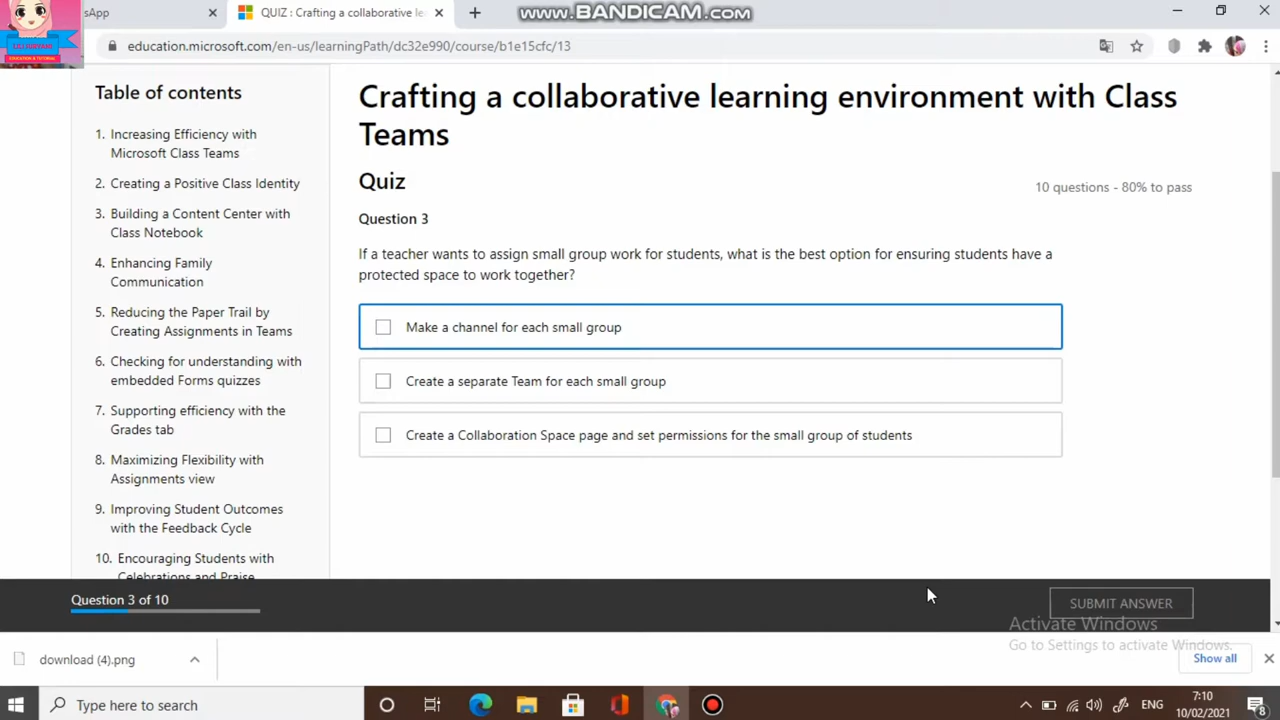 sApp
QUIZ : Crafting a collaborative le
www.BANDICAM.com
education.microsoft.com/en-us/learningPath/dc32e990/course/b1e15cfc/13
EDUCATION & TUTORIAL
Table of contents
1. Increasing Efficiency with
Microsoft Class Teams
2. Creating a Positive Class Identity
3. Building a Content Center with
Class Notebook
4. Enhancing Family
Communication
5. Reducing the Paper Trail by
Creating Assignments in Teams
6. Checking for understanding with
embedded Forms quizzes
7. Supporting efficiency with the
Grades tab
8. Maximizing Flexibility with
Assignments view
9. Improving Student Outcomes
with the Feedback Cycle
10. Encouraging Students with
Celebrations and Praise
Crafting a collaborative learning environment with Class
Teams
Quiz
10 questions - 80% to pass
Question 3
If a teacher wants to assign small group work for students, what is the best option for ensuring students have a
protected space to work together?
Make a channel for each small group
Create a separate Team for each small group
Create a Collaboration Space page and set permissions for the small group of students
Question 3 of 10
SUBMIT ANSWER
Activate Windows
Go to Settings to activate Windows.
download (4).png
Show all
Type here to search
ENG
7:10
10/02/2021
8